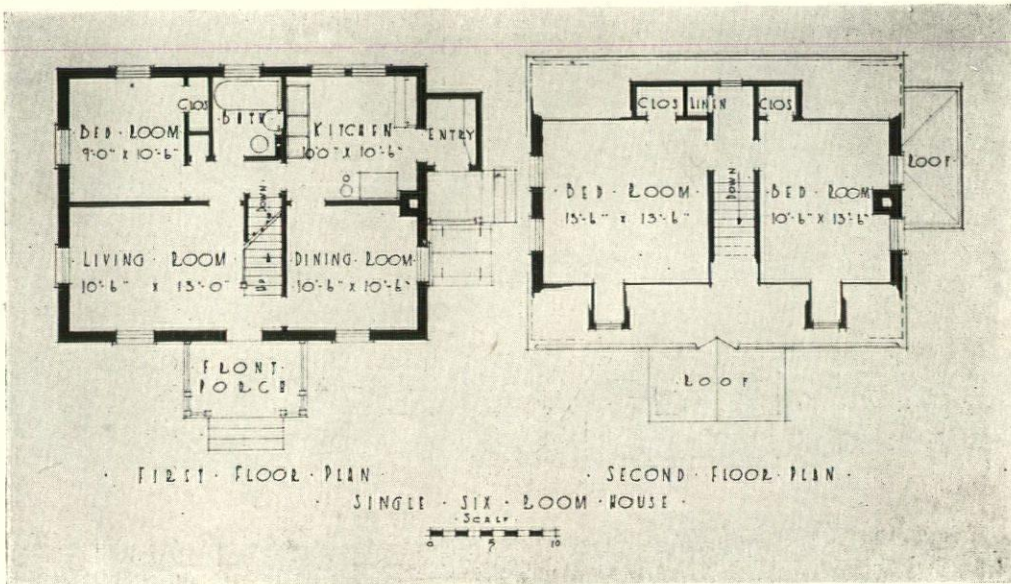 CLOS
BATH
BED·ROOM
9'-0" X 10'-6"
KITCHEN
10'0" X 10'-6"
ENTRY
DOWN
LIVING ROOM
10'-6" x 13'-0"
UP
DINING·ROOM
10'-6" x 10'-6"
FRONT·
PORCH
CLOS
LINEN
CLOS
BED·ROOM
15'-6" x 13'-6"
DOWN
BED·ROOM
10'-6" X 13'-6"
ROOF
·ROOF·
·FIRST·FLOOR·PLAN·
·SECOND·FLOOR·PLAN·
·SINGLE·SIX·ROOM·HOUSE·
·SCALE·
0 5 10